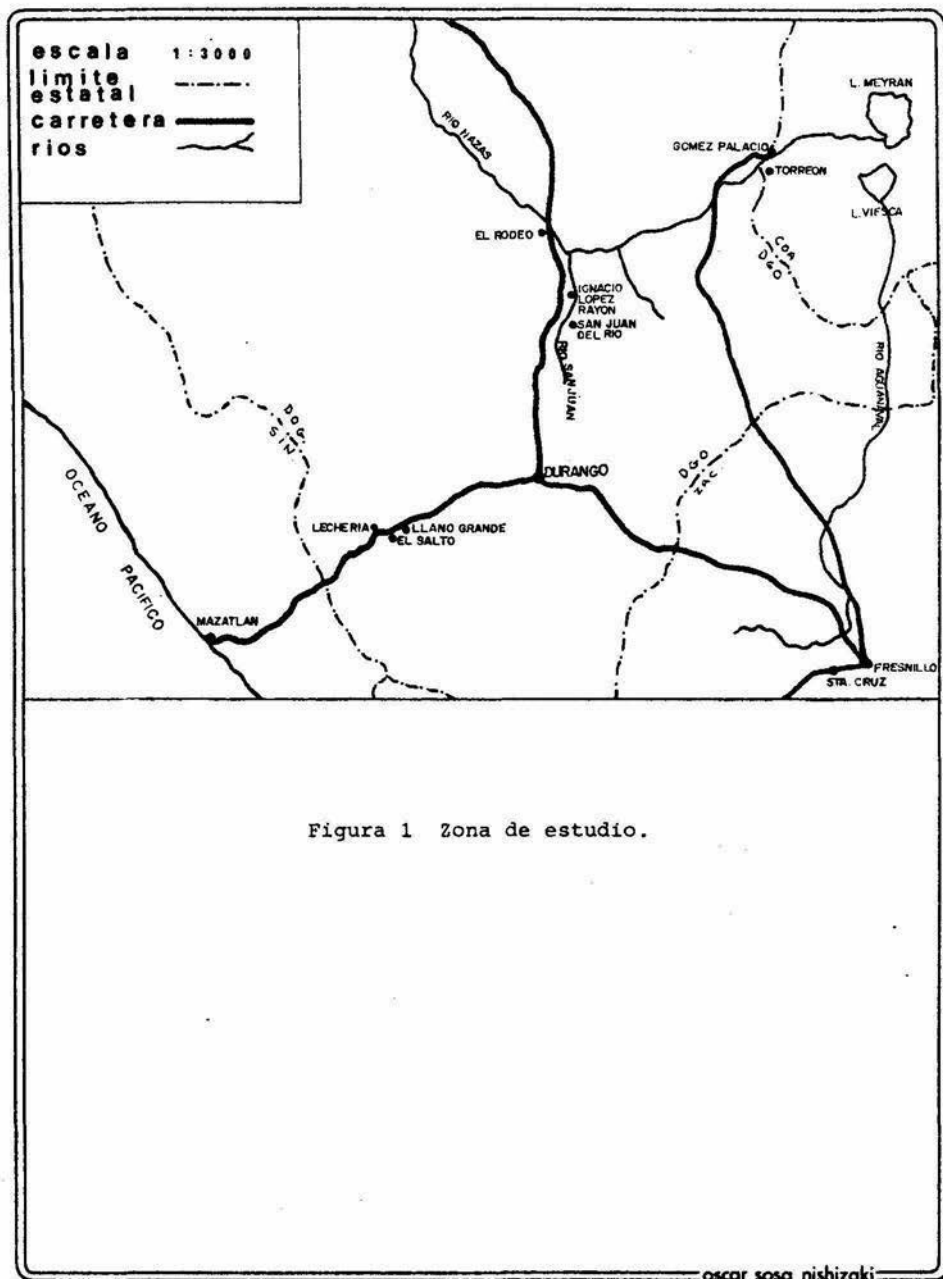 escala 1:3000
limite
estatal
carretera
rios
L. MEYRAN
RIO NAZAS
GOMEZ PALACIO
TORREON
L. VIESCA
EL RODEO
COA
DGO
IGNACIO
LOPEZ
RAYON
SAN JUAN
DEL RIO
RIO SAN JUAN
RIO AGUANAVAL
DGO
SIN
DGO
ZAC
DURANGO
OCEANO
PACIFICO
LECHERIA
LLANO GRANDE
EL SALTO
MAZATLAN
FRESNILLO
STA. CRUZ
Figura 1 Zona de estudio.
oscar sosa nishizaki